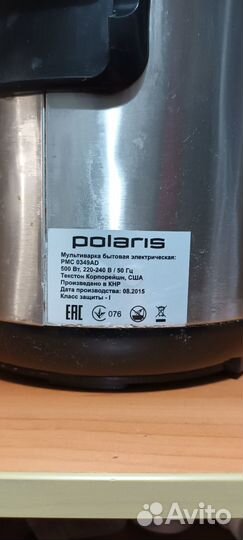 polaris
Мультиварка бытовая электрическая:
PMC 0349AD
500 Вт, 220-240 В / 50 Гц
Текстон Корпорейшн, США
Произведено в КНР
Дата производства: 08.2015
Класс защиты - I
EAC 076
Avito